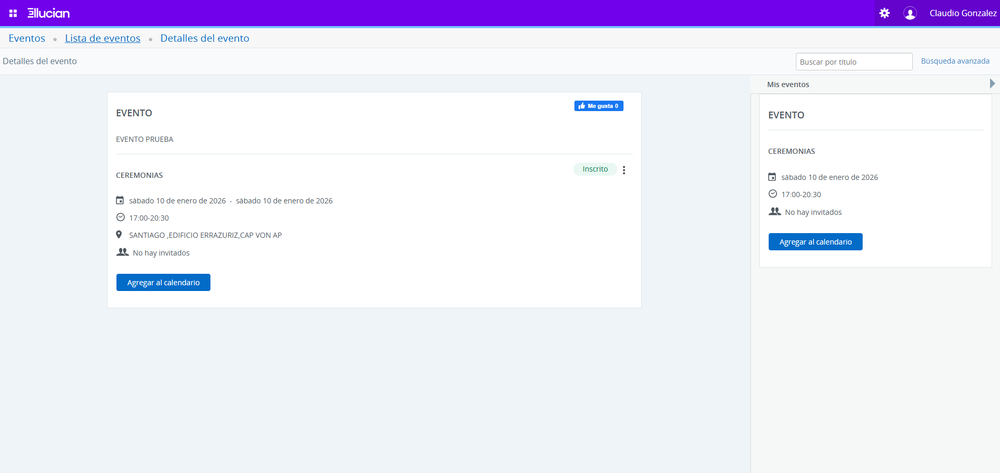 Ellucian
Claudio Gonzalez
Eventos • Lista de eventos • Detalles del evento
Detalles del evento
Buscar por título
Búsqueda avanzada
EVENTO
Me gusta 0
EVENTO PRUEBA
CEREMONIAS
Inscrito
sábado 10 de enero de 2026 - sábado 10 de enero de 2026
17:00-20:30
SANTIAGO ,EDIFICIO ERRAZURIZ,CAP VON AP
No hay invitados
Agregar al calendario
Mis eventos
EVENTO
CEREMONIAS
sábado 10 de enero de 2026
17:00-20:30
No hay invitados
Agregar al calendario